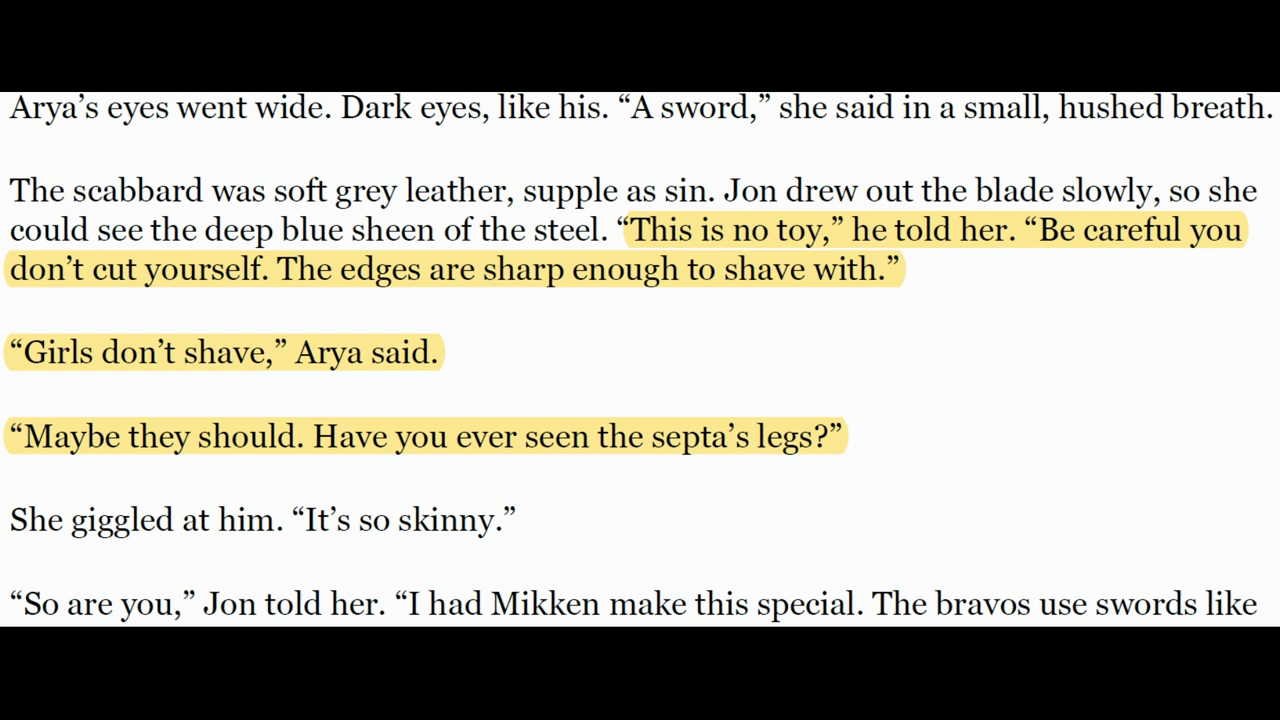 Arya’s eyes went wide. Dark eyes, like his. “A sword,” she said in a small, hushed breath.
The scabbard was soft grey leather, supple as sin. Jon drew out the blade slowly, so she
could see the deep blue sheen of the steel. “This is no toy,” he told her. “Be careful you
don’t cut yourself. The edges are sharp enough to shave with.”
“Girls don’t shave,” Arya said.
“Maybe they should. Have you ever seen the septa’s legs?”
She giggled at him. “It’s so skinny.”
“So are you,” Jon told her. “I had Mikken make this special. The bravos use swords like